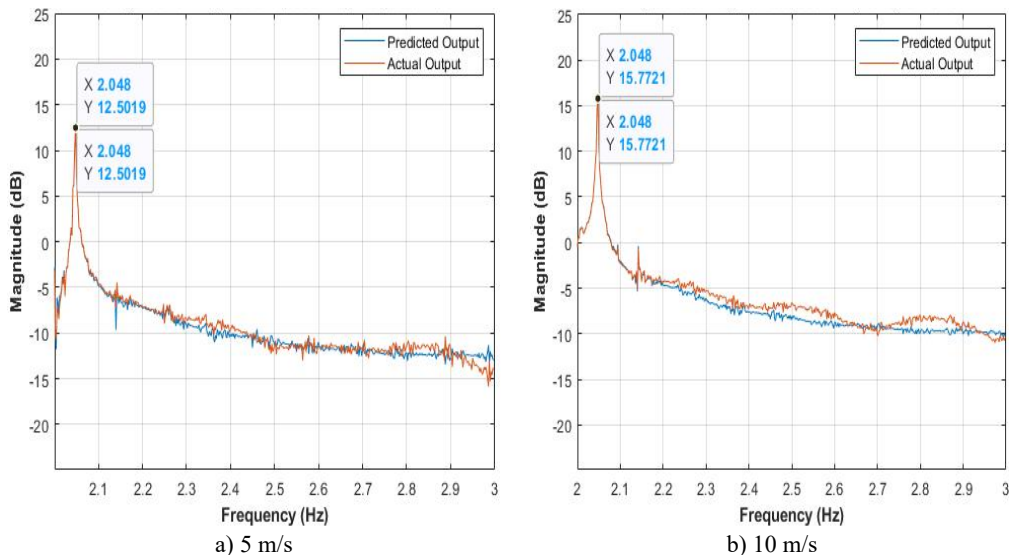 25
20
15
10
5
0
-5
-10
-15
-20
Magnitude (dB)
Predicted Output
Actual Output
X 2.048
Y 12.5019
X 2.048
Y 12.5019
2.1 2.2 2.3 2.4 2.5 2.6 2.7 2.8 2.9 3
Frequency (Hz)
a) 5 m/s
25
20
15
10
5
0
-5
-10
-15
-20
Magnitude (dB)
Predicted Output
Actual Output
X 2.048
Y 15.7721
X 2.048
Y 15.7721
2 2.1 2.2 2.3 2.4 2.5 2.6 2.7 2.8 2.9 3
Frequency (Hz)
b) 10 m/s